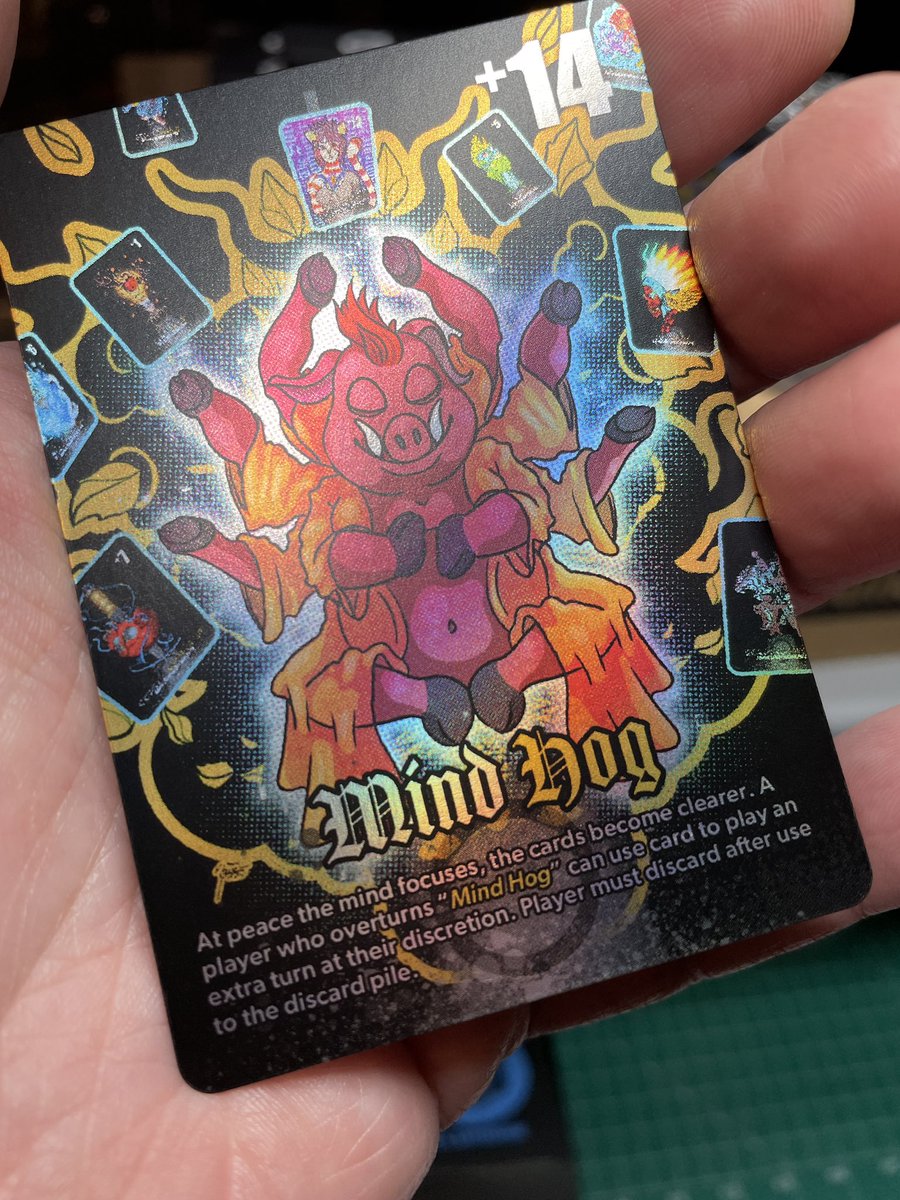 +14
Mind Hog
At peace the mind focuses, the cards become clearer. A
player who overturns "Mind Hog" can use card to play an
extra turn at their discretion. Player must discard after use
to the discard pile.